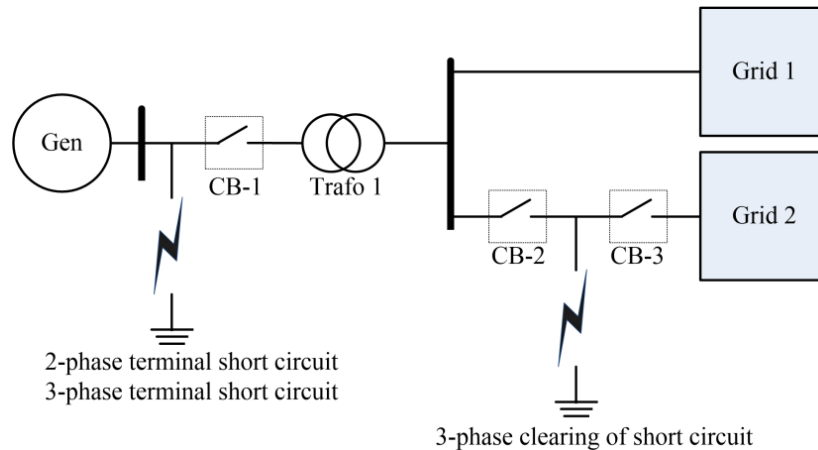 Grid 1
Gen
CB-1
Trafo 1
Grid 2
CB-2
CB-3
2-phase terminal short circuit
3-phase terminal short circuit
3-phase clearing of short circuit